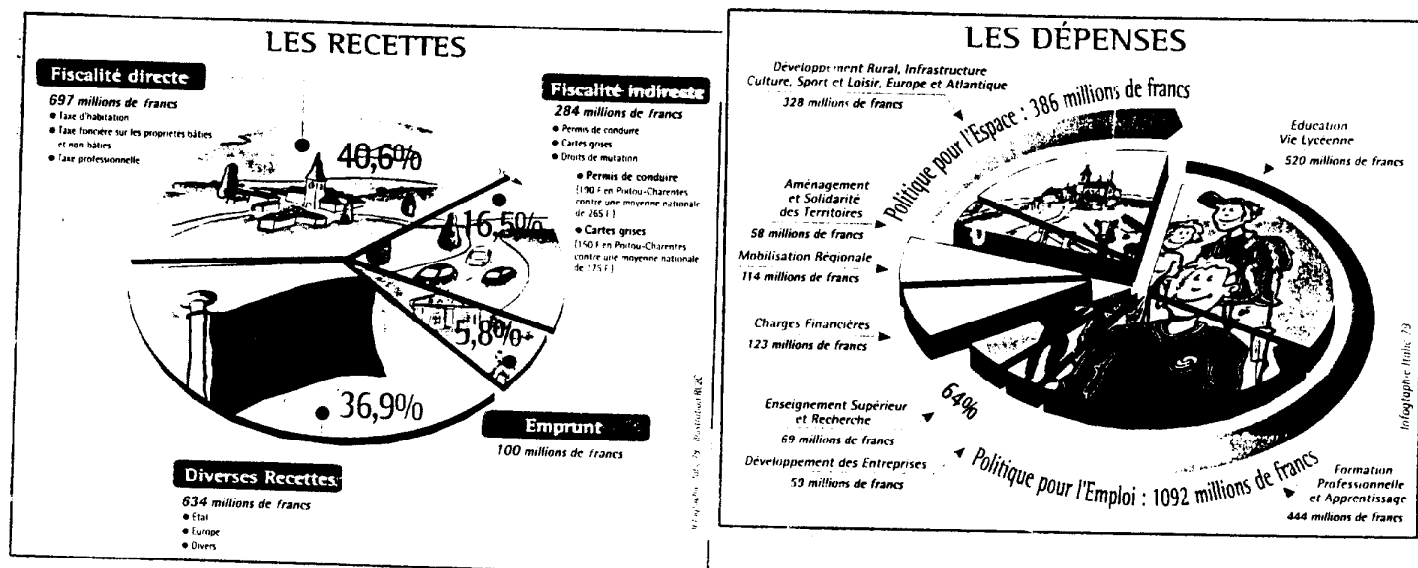 LES RECETTES
Fiscalité directe
697 millions de francs
• Taxe d'habitation
• Taxe foncière sur les propriétés bâties
et non bâties
• Taxe professionnelle
40,6%
Fiscalité indirecte
284 millions de francs
• Permis de conduire
• Cartes grises
• Droits de mutation
• Permis de conduire
(190 F en Poitou-Charentes
contre une moyenne nationale
de 265 F)
• Cartes grises
(150 F en Poitou-Charentes
contre une moyenne nationale
de 175 F)
16,5%
5,8%
36,9%
Emprunt
100 millions de francs
Diverses Recettes
634 millions de francs
• État
• Europe
• Divers
LES DÉPENSES
Développement Rural, Infrastructure
Culture, Sport et Loisir, Europe et Atlantique
328 millions de francs
Politique pour l'Espace : 386 millions de francs
Education
Vie Lycéenne
520 millions de francs
Aménagement
et Solidarité
des Territoires
58 millions de francs
Mobilisation Régionale
114 millions de francs
Charges Financières
123 millions de francs
Enseignement Supérieur
et Recherche
69 millions de francs
Développement des Entreprises
59 millions de francs
64%
Politique pour l'Emploi : 1092 millions de francs
Formation
Professionnelle
et Apprentissage
444 millions de francs
Infographie Italic 79